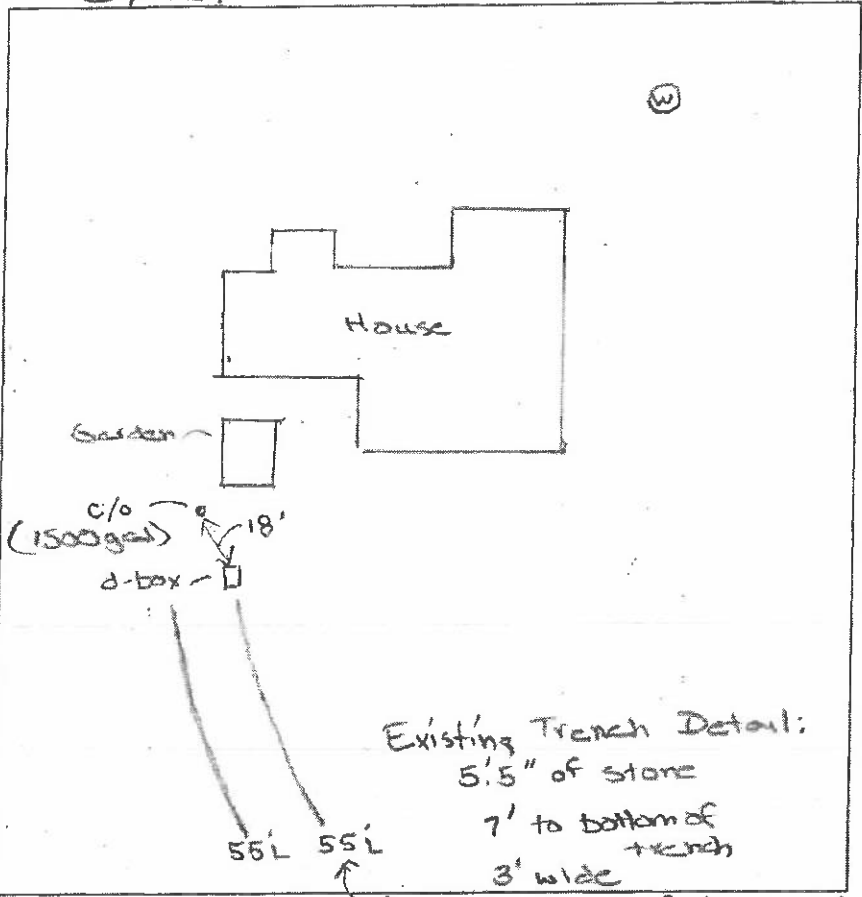 W
House
Garden
c/o
18'
(1500 gal)
d-box
Existing Trench Detail:
5'.5" of stone
7' to bottom of
trench
55'L 55'L
3' wide